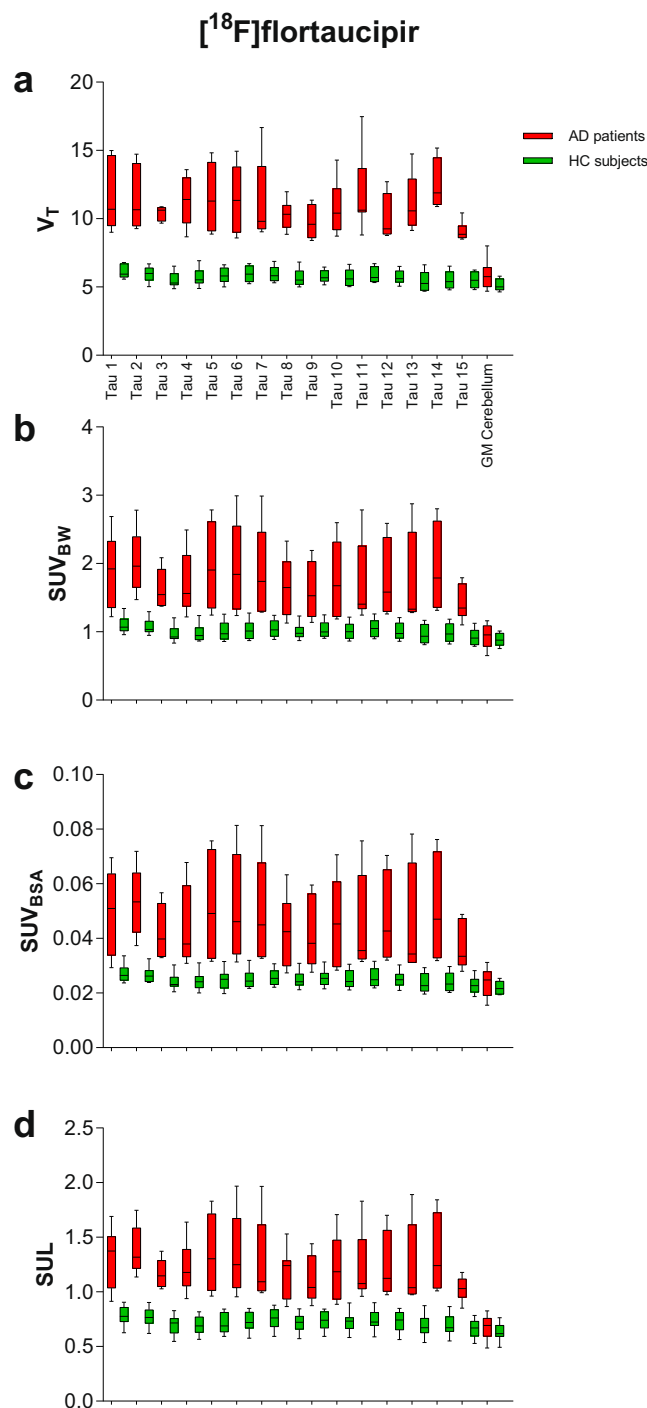 [¹⁸F]flortaucipir
a
20
15
10
5
0
V_T
AD patients
HC subjects
Tau 1
Tau 2
Tau 3
Tau 4
Tau 5
Tau 6
Tau 7
Tau 8
Tau 9
Tau 10
Tau 11
Tau 12
Tau 13
Tau 14
Tau 15
GM Cerebellum
b
4
3
2
1
0
SUV_BW
c
0.10
0.08
0.06
0.04
0.02
0.00
SUV_BSA
d
2.5
2.0
1.5
1.0
0.5
0.0
SUL